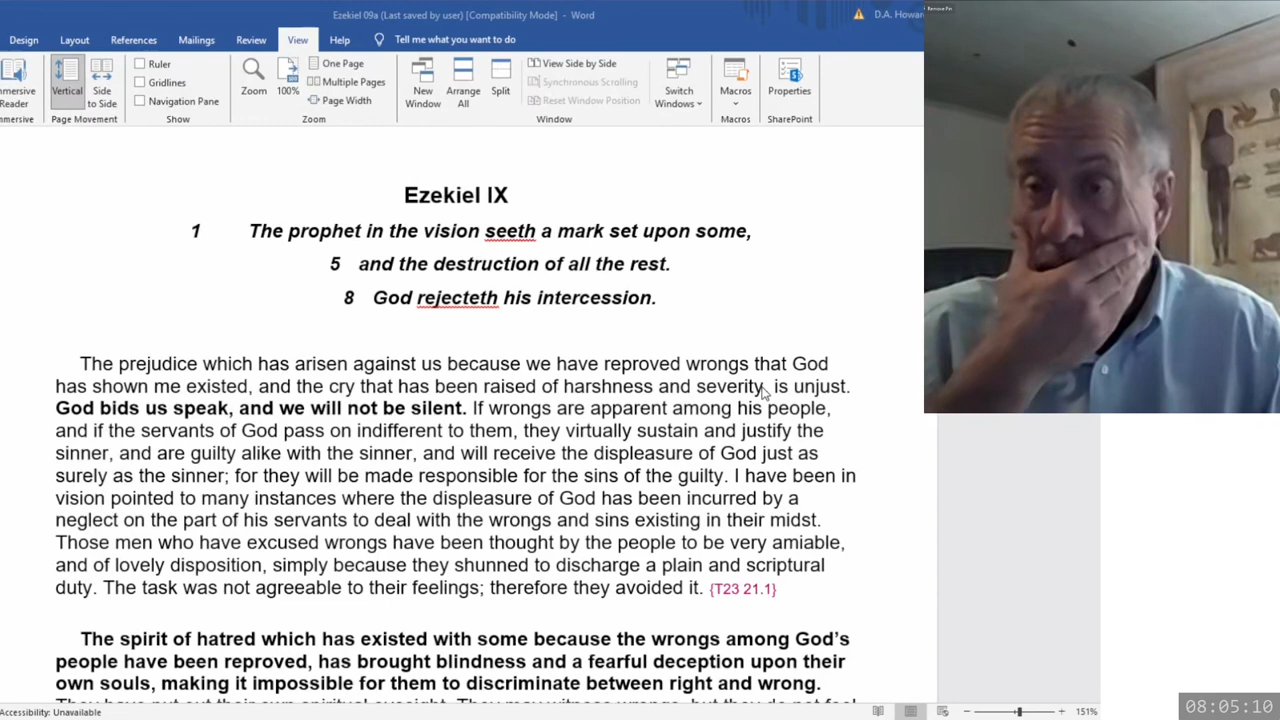 Ezekiel 09a (Last saved by user) [Compatibility Mode] - Word
D.A. Howar
Design Layout References Mailings Review View Help Tell me what you want to do
Immersive
Reader
Vertical
Side
to Side
Ruler
Gridlines
Navigation Pane
Zoom
100%
One Page
Multiple Pages
Page Width
New
Window
Arrange
All
Split
View Side by Side
Synchronous Scrolling
Reset Window Position
Switch
Windows
Macros
Properties
mmersive
Page Movement
Show
Zoom
Window
Macros
SharePoint
Ezekiel IX
1 The prophet in the vision seeth a mark set upon some,
5 and the destruction of all the rest.
8 God rejecteth his intercession.
The prejudice which has arisen against us because we have reproved wrongs that God
has shown me existed, and the cry that has been raised of harshness and severity, is unjust.
God bids us speak, and we will not be silent. If wrongs are apparent among his people,
and if the servants of God pass on indifferent to them, they virtually sustain and justify the
sinner, and are guilty alike with the sinner, and will receive the displeasure of God just as
surely as the sinner; for they will be made responsible for the sins of the guilty. I have been in
vision pointed to many instances where the displeasure of God has been incurred by a
neglect on the part of his servants to deal with the wrongs and sins existing in their midst.
Those men who have excused wrongs have been thought by the people to be very amiable,
and of lovely disposition, simply because they shunned to discharge a plain and scriptural
duty. The task was not agreeable to their feelings; therefore they avoided it. {T23 21.1}
The spirit of hatred which has existed with some because the wrongs among God's
people have been reproved, has brought blindness and a fearful deception upon their
own souls, making it impossible for them to discriminate between right and wrong.
Accessibility: Unavailable
151%
08:05:10